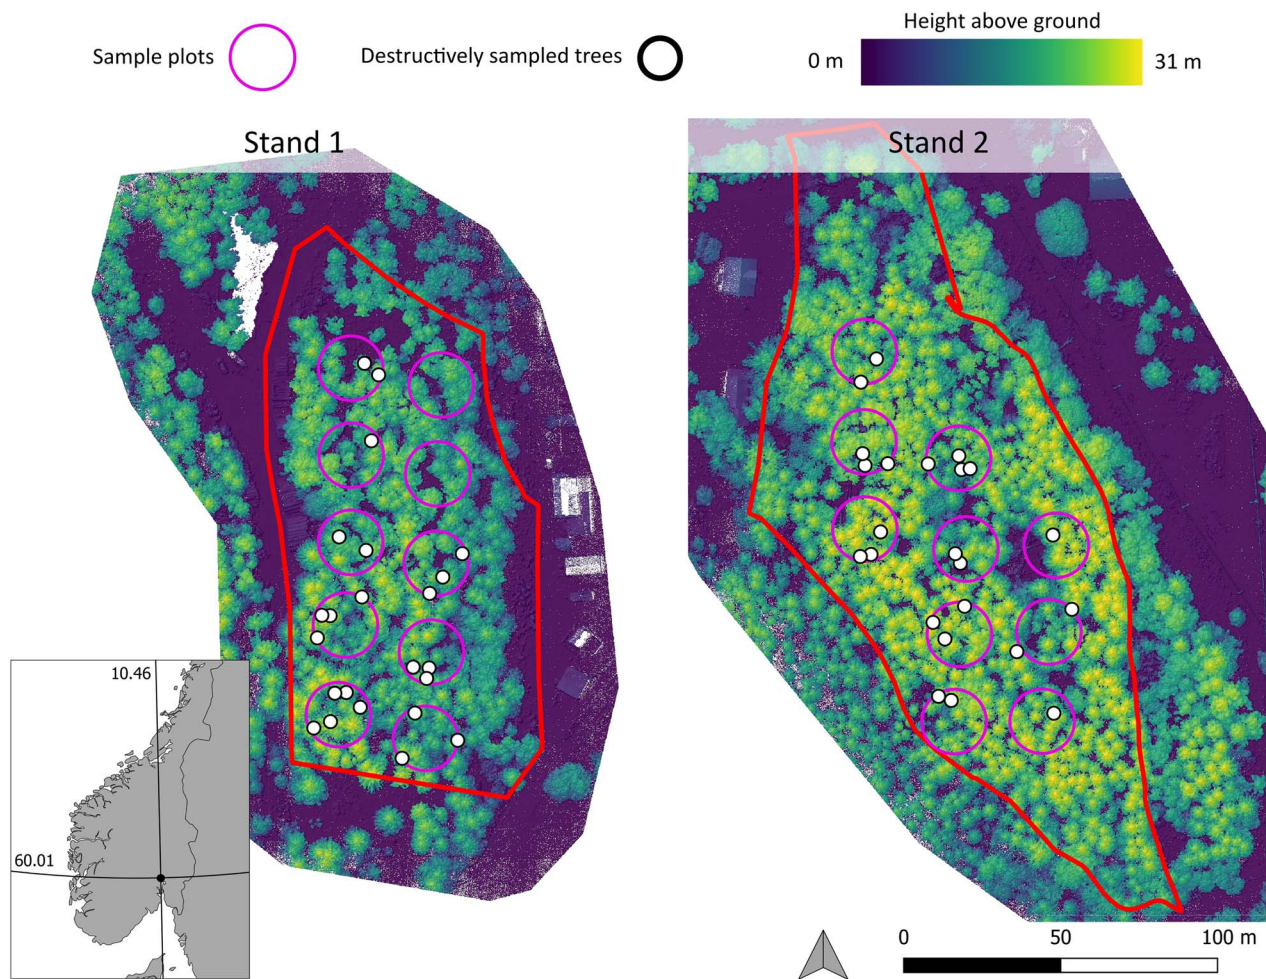 Height above ground
Sample plots
Destructively sampled trees
0 m
31 m
Stand 1
Stand 2
10.46
60.01
0
50
100 m